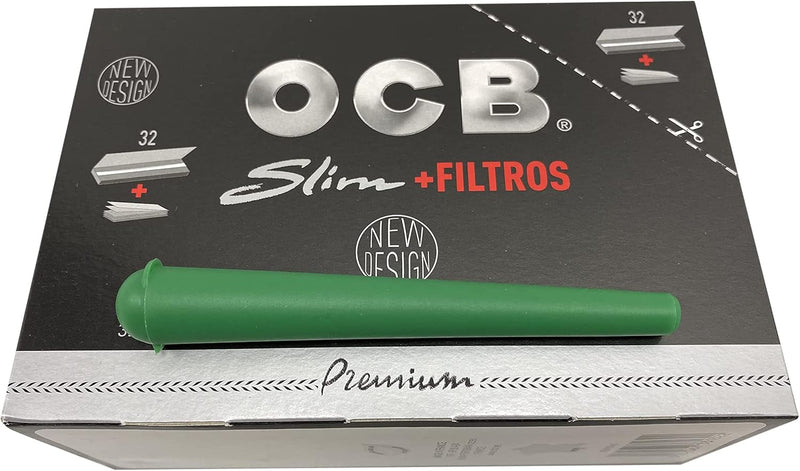 32
NEW
DESIGN
OCB®
32
Slim +FILTROS
NEW
DESIGN
Premium